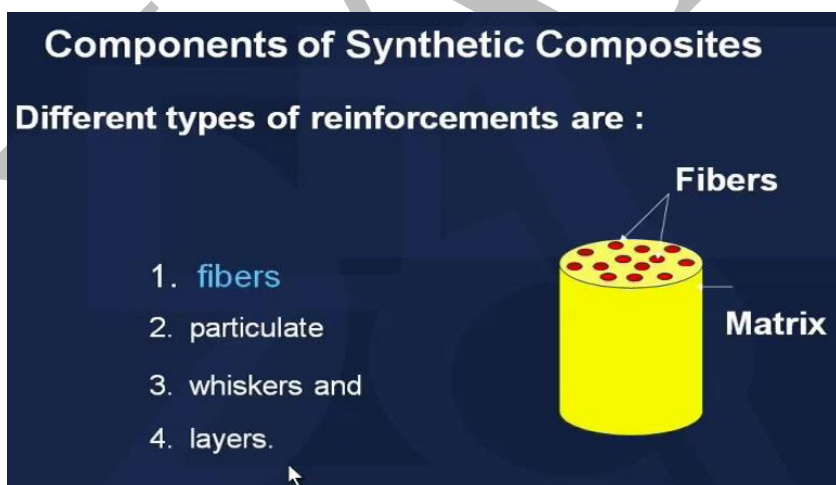 Components of Synthetic Composites
Different types of reinforcements are :
Fibers
1. fibers
2. particulate
Matrix
3. whiskers and
4. layers.